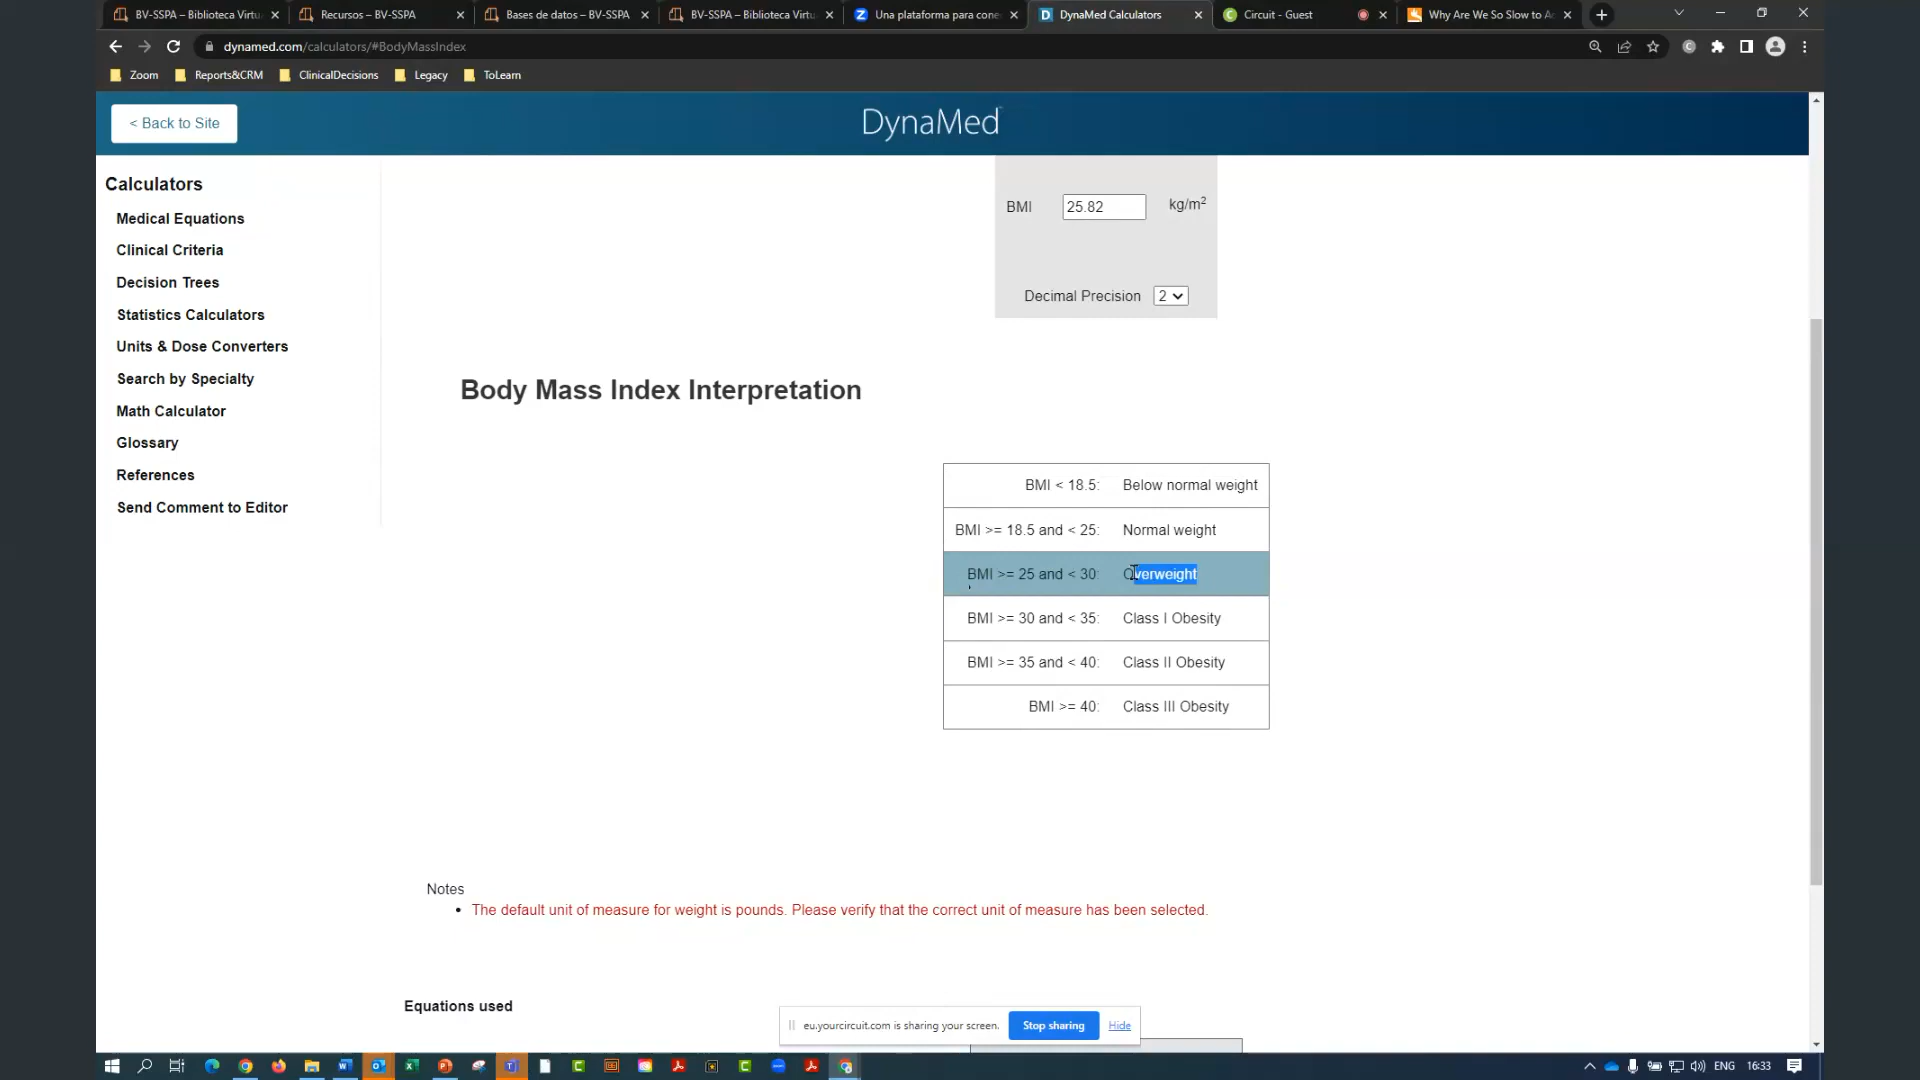 BV-SSPA – Biblioteca Virtu
Recursos – BV-SSPA
Bases de datos – BV-SSPA
BV-SSPA – Biblioteca Virtu
Una plataforma para cone
DynaMed Calculators
Circuit - Guest
Why Are We So Slow to A
dynamed.com/calculators/#BodyMassIndex
Zoom
Reports&CRM
ClinicalDecisions
Legacy
ToLearn
< Back to Site
DynaMed
Calculators
Medical Equations
Clinical Criteria
Decision Trees
Statistics Calculators
Units & Dose Converters
Search by Specialty
Math Calculator
Glossary
References
Send Comment to Editor
BMI 25.82 kg/m²
Decimal Precision 2
Body Mass Index Interpretation
BMI < 18.5: Below normal weight
BMI >= 18.5 and < 25: Normal weight
BMI >= 25 and < 30: Overweight
BMI >= 30 and < 35: Class I Obesity
BMI >= 35 and < 40: Class II Obesity
BMI >= 40: Class III Obesity
Notes
• The default unit of measure for weight is pounds. Please verify that the correct unit of measure has been selected.
Equations used
eu.yourcircuit.com is sharing your screen. Stop sharing Hide
ENG 16:33